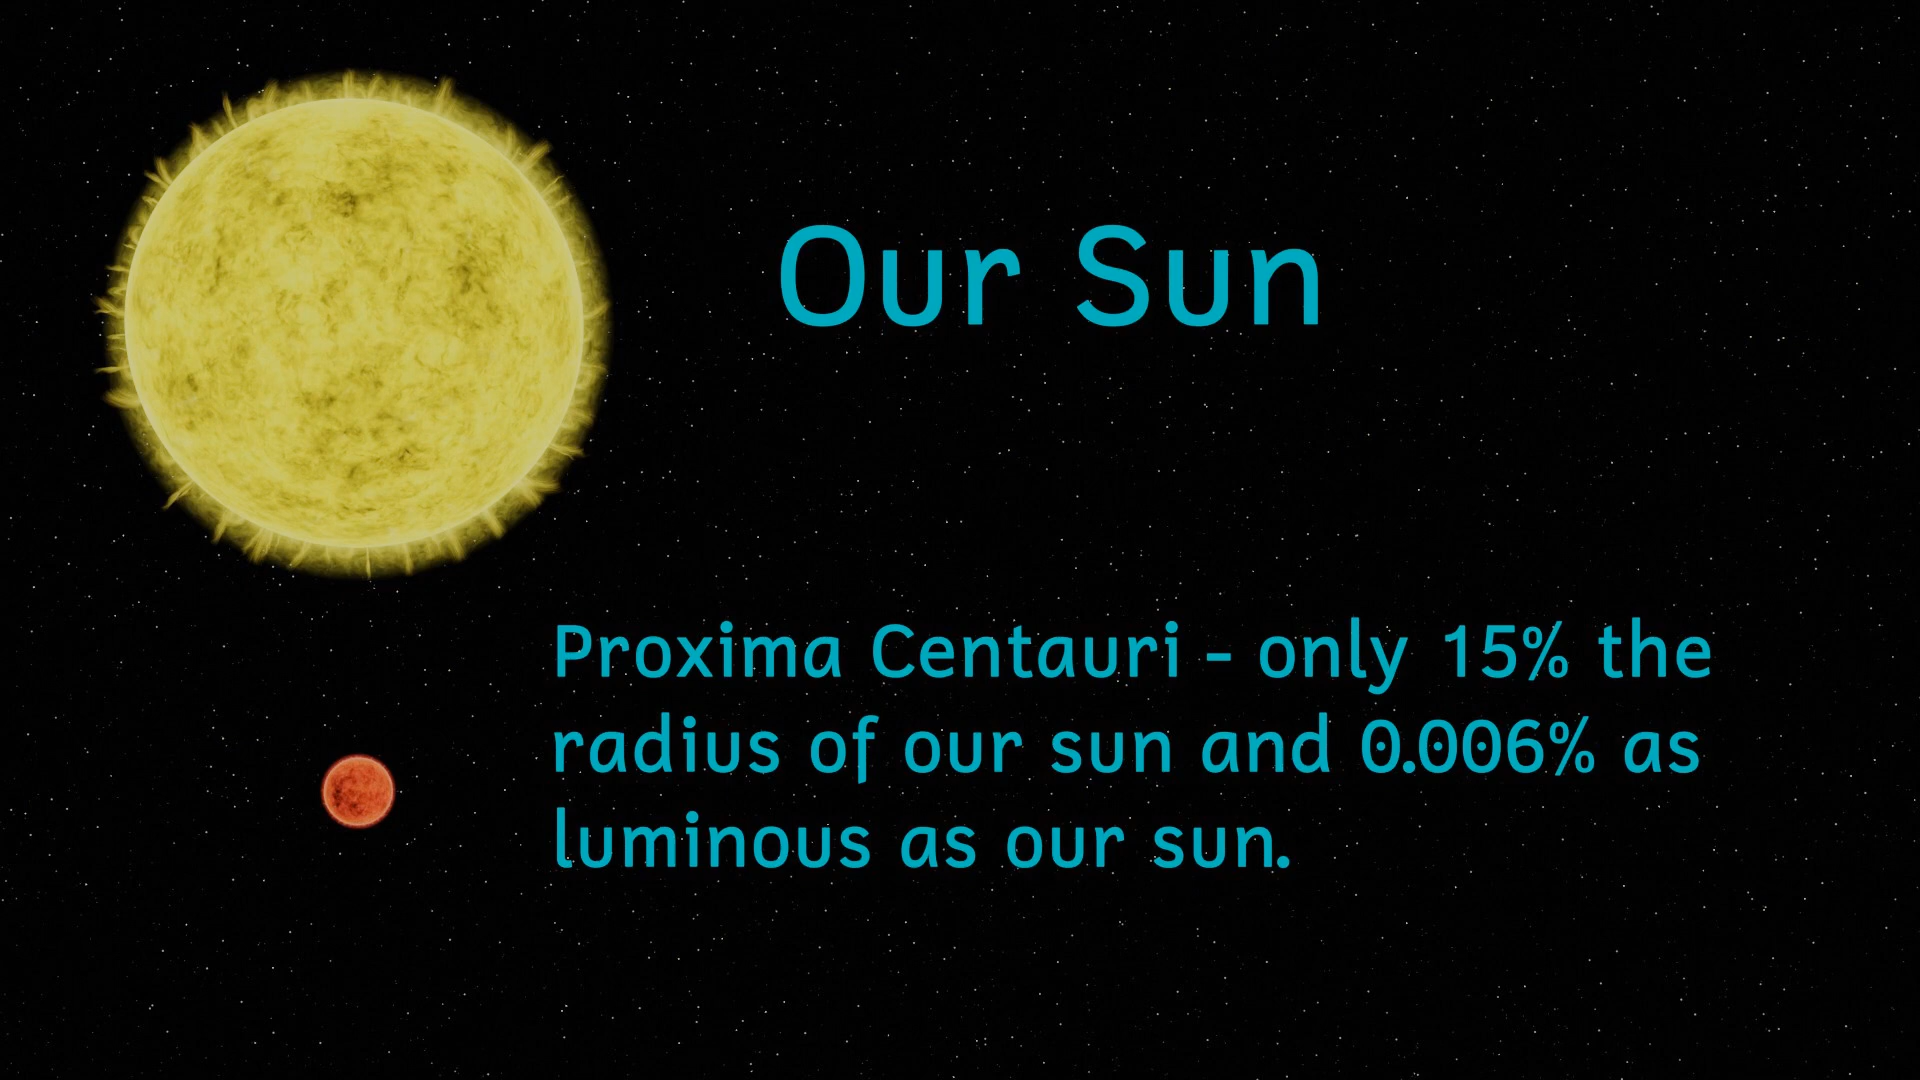 Our Sun
Proxima Centauri - only 15% the
radius of our sun and 0.006% as
luminous as our sun.